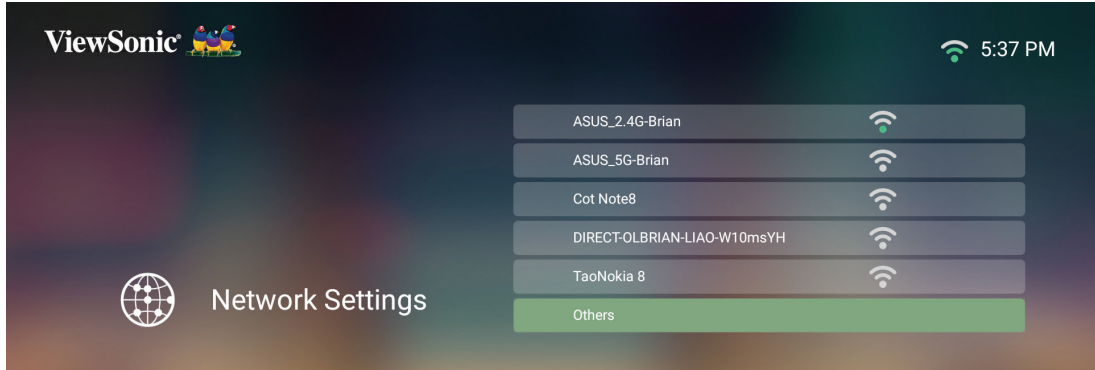 ViewSonic®
5:37 PM
ASUS_2.4G-Brian
ASUS_5G-Brian
Cot Note8
DIRECT-OLBRIAN-LIAO-W10msYH
TaoNokia 8
Others
Network Settings